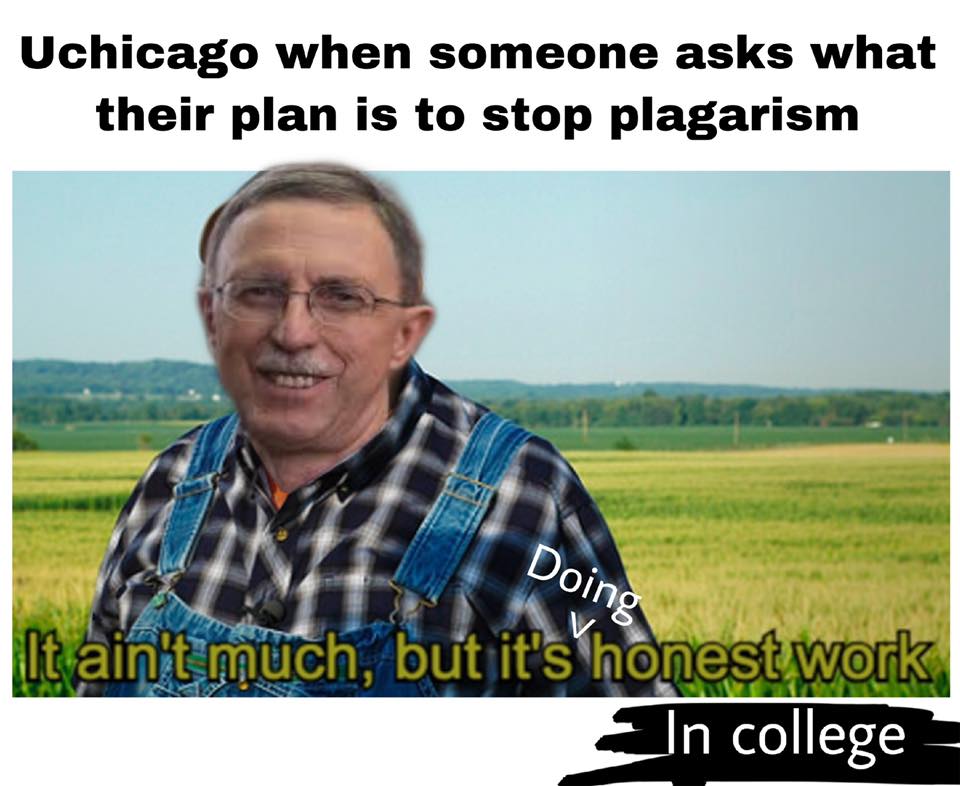 Uchicago when someone asks what
their plan is to stop plagarism
Doing
v
It ain't much, but it's honest work
In college